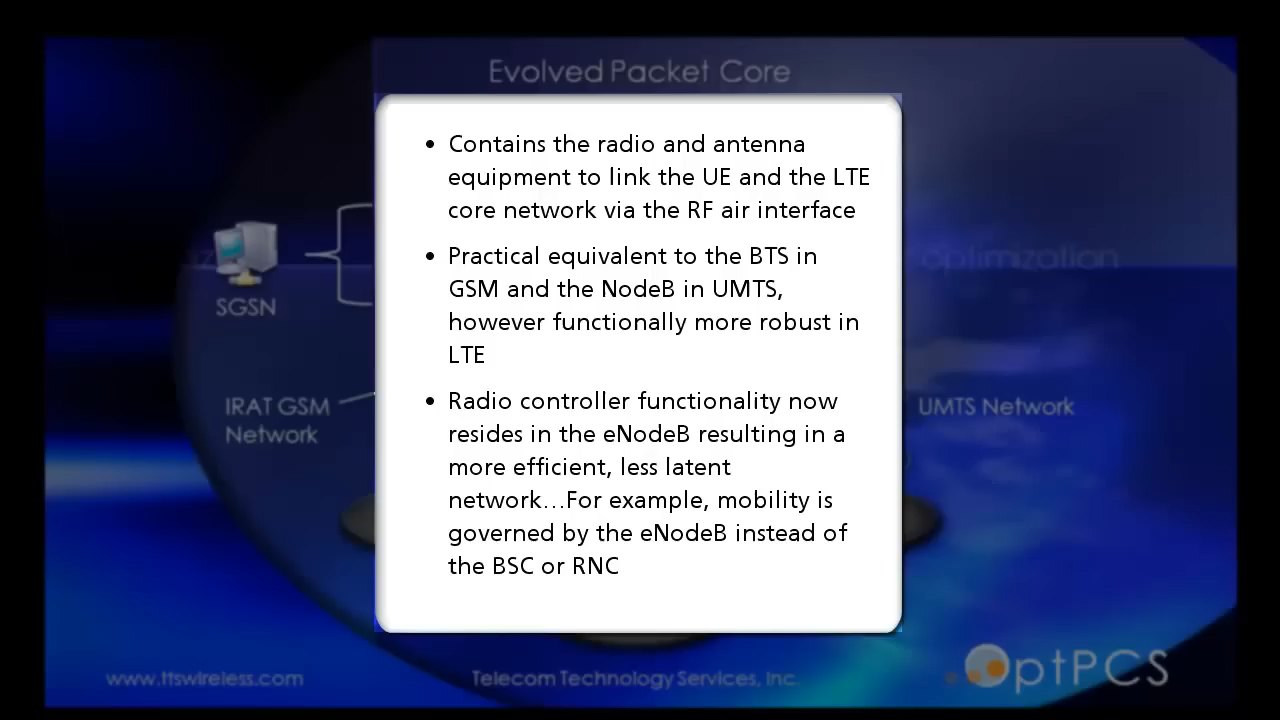 Evolved Packet Core
• Contains the radio and antenna
equipment to link the UE and the LTE
core network via the RF air interface
• Practical equivalent to the BTS in
GSM and the NodeB in UMTS,
however functionally more robust in
LTE
• Radio controller functionality now
resides in the eNodeB resulting in a
more efficient, less latent
network...For example, mobility is
governed by the eNodeB instead of
the BSC or RNC
SGSN
optimization
IRAT GSM
Network
UMTS Network
www.ttswireless.com
Telecom Technology Services, Inc.
OptPCS